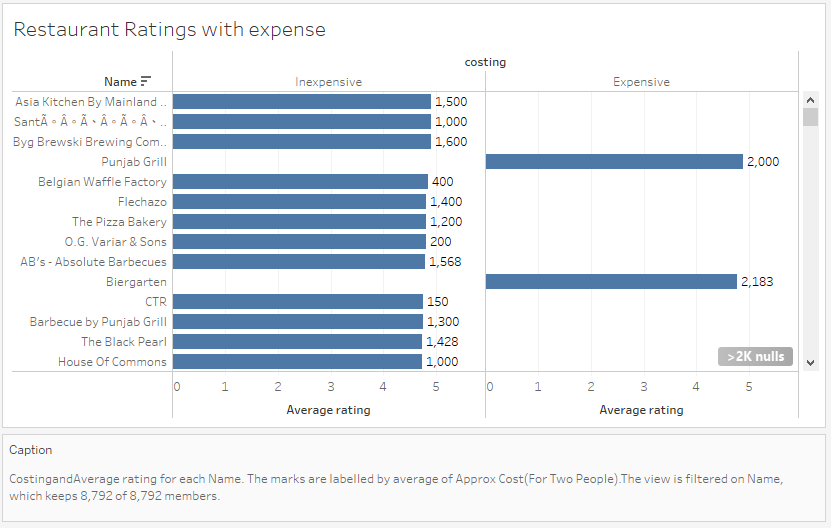 Restaurant Ratings with expense
costing
Name Inexpensive Expensive
Asia Kitchen By Mainland .. 1,500
SantÃ∘Â∘Ã、Â∘Ã∘Â、.. 1,000
Byg Brewski Brewing Com.. 1,600
Punjab Grill 2,000
Belgian Waffle Factory 400
Flechazo 1,400
The Pizza Bakery 1,200
O.G. Variar & Sons 200
AB's - Absolute Barbecues 1,568
Biergarten 2,183
CTR 150
Barbecue by Punjab Grill 1,300
The Black Pearl 1,428
House Of Commons 1,000
>2K nulls
0 1 2 3 4 5 0 1 2 3 4 5
Average rating Average rating
Caption
CostingandAverage rating for each Name. The marks are labelled by average of Approx Cost(For Two People).The view is filtered on Name,
which keeps 8,792 of 8,792 members.